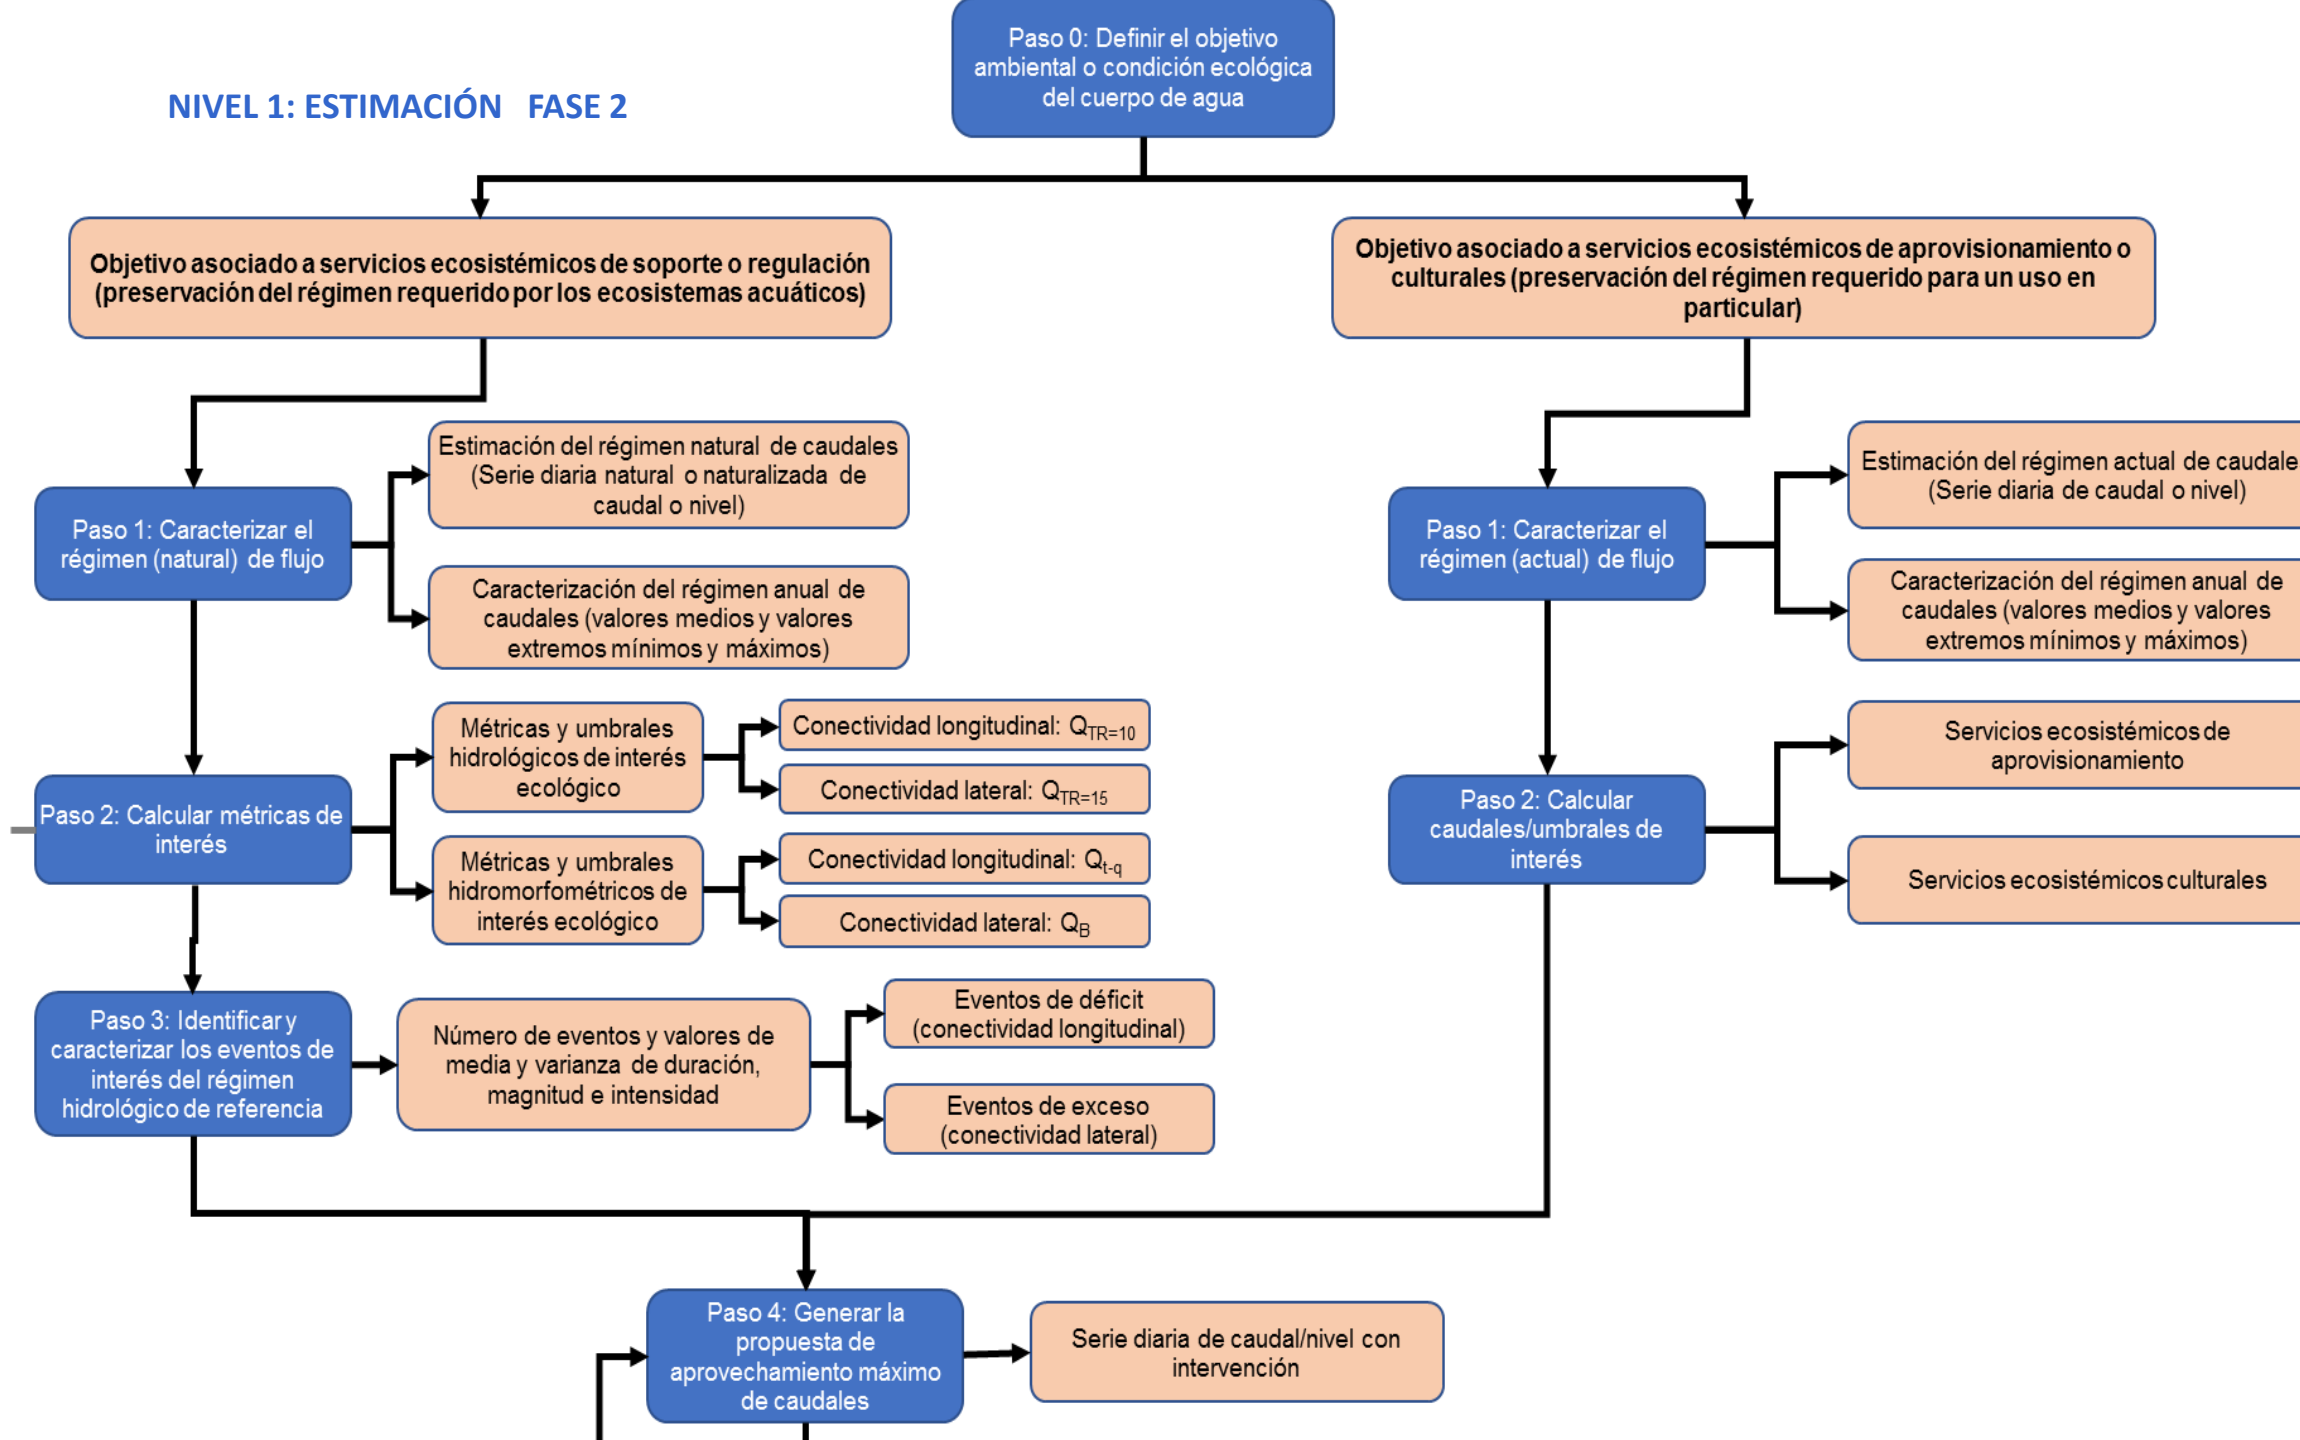 Paso 0: Definir el objetivo
ambiental o condición ecológica
del cuerpo de agua
NIVEL 1: ESTIMACIÓN FASE 2
Objetivo asociado a servicios ecosistémicos de soporte o regulación
(preservación del régimen requerido por los ecosistemas acuáticos)
Objetivo asociado a servicios ecosistémicos de aprovisionamiento o
culturales (preservación del régimen requerido para un uso en
particular)
Paso 1: Caracterizar el
régimen (natural) de flujo
Estimación del régimen natural de caudales
(Serie diaria natural o naturalizada de
caudal o nivel)
Caracterización del régimen anual de
caudales (valores medios y valores
extremos mínimos y máximos)
Paso 1: Caracterizar el
régimen (actual) de flujo
Estimación del régimen actual de caudale
(Serie diaria de caudal o nivel)
Caracterización del régimen anual de
caudales (valores medios y valores
extremos mínimos y máximos)
Paso 2: Calcular métricas de
interés
Métricas y umbrales
hidrológicos de interés
ecológico
Conectividad longitudinal: QTR=10
Conectividad lateral: QTR=15
Métricas y umbrales
hidromorfométricos de
interés ecológico
Conectividad longitudinal: Qt-q
Conectividad lateral: QB
Paso 2: Calcular
caudales/umbrales de
interés
Servicios ecosistémicos de
aprovisionamiento
Servicios ecosistémicos culturales
Paso 3: Identificar y
caracterizar los eventos de
interés del régimen
hidrológico de referencia
Número de eventos y valores de
media y varianza de duración,
magnitud e intensidad
Eventos de déficit
(conectividad longitudinal)
Eventos de exceso
(conectividad lateral)
Paso 4: Generar la
propuesta de
aprovechamiento máximo
de caudales
Serie diaria de caudal/nivel con
intervención